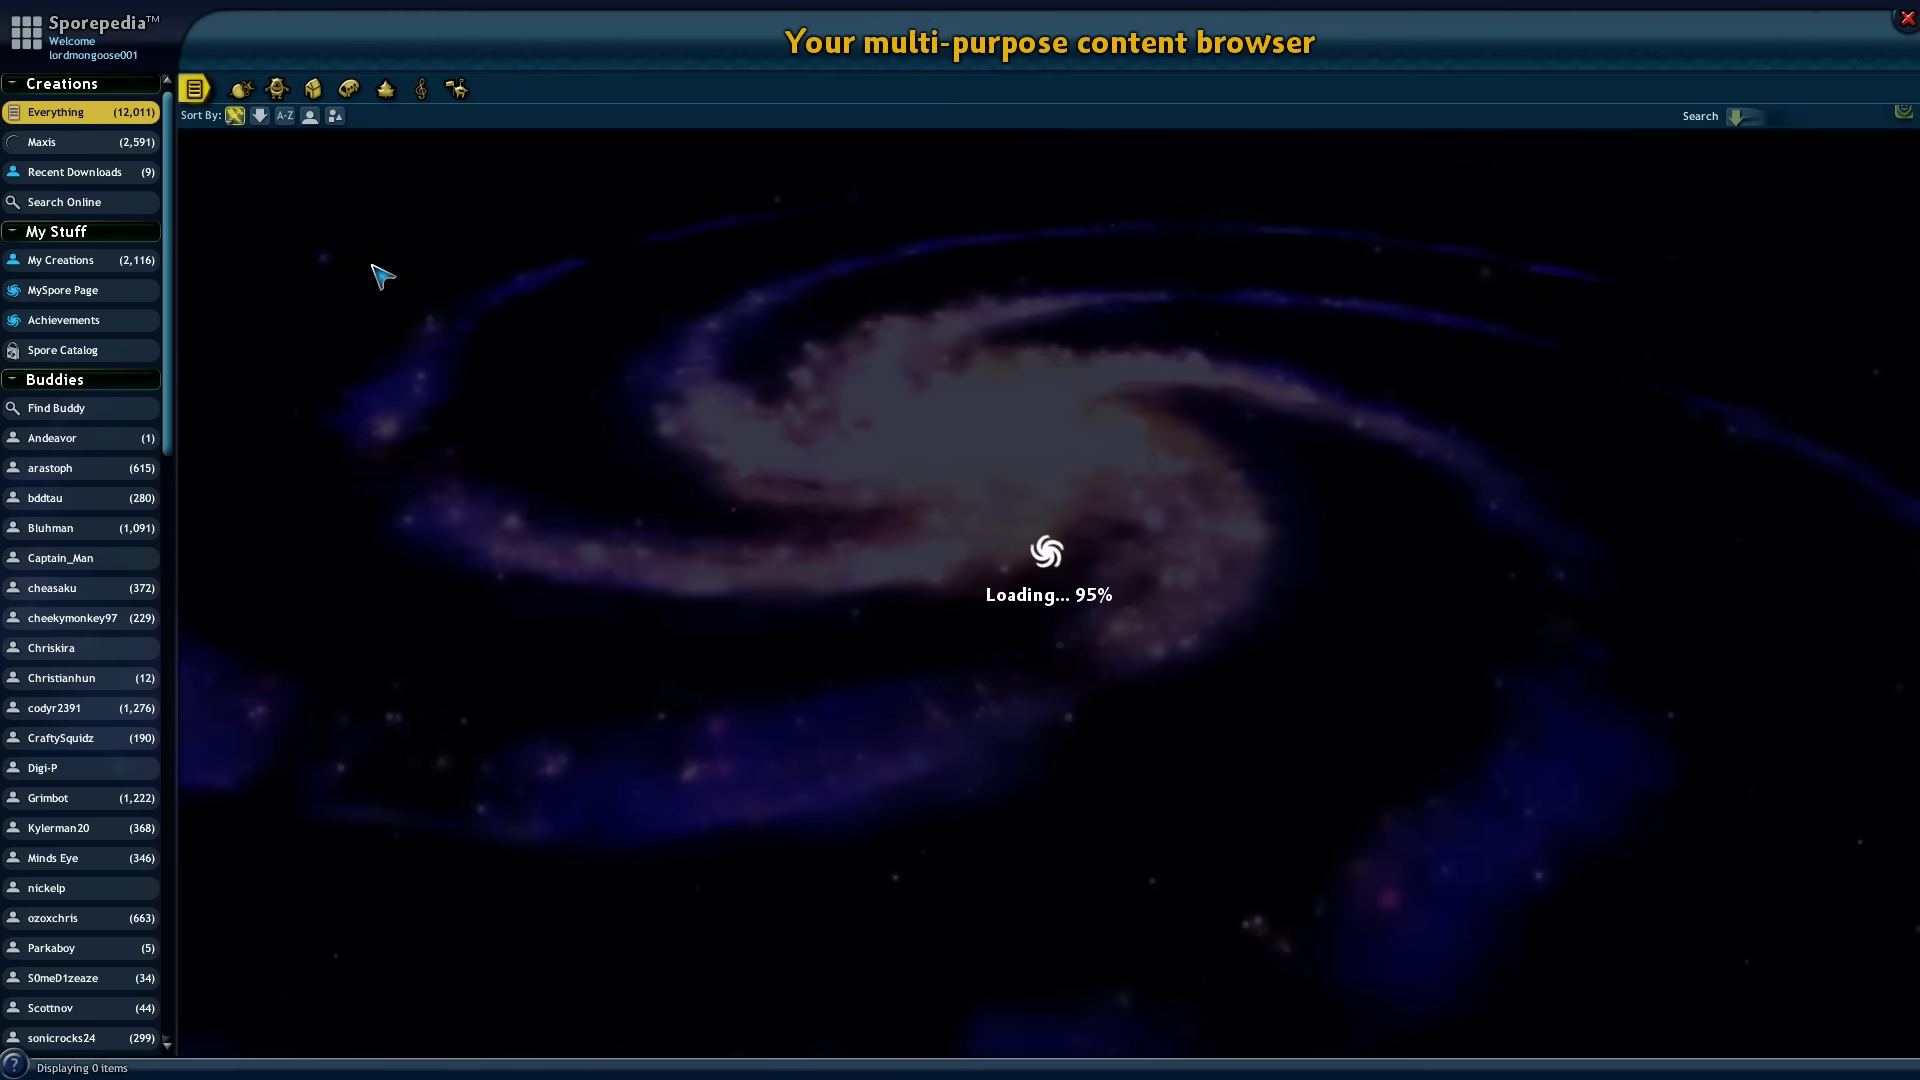 Sporepedia™
Welcome
lordmongoose001
Your multi-purpose content browser
Creations
Everything (12,011)
Maxis (2,591)
Recent Downloads (9)
Search Online
My Stuff
My Creations (2,116)
MySpore Page
Achievements
Spore Catalog
Buddies
Find Buddy
Andeavor (1)
arastoph (615)
bddtau (280)
Bluhman (1,091)
Captain_Man
cheasaku (372)
cheekymonkey97 (229)
Chriskira
Christianhun (12)
codyr2391 (1,276)
CraftySquidz (190)
Digi-P
Grimbot (1,222)
Kylerman20 (368)
Minds Eye (346)
nickelp
ozoxchris (663)
Parkaboy (5)
S0meD1zeaze (34)
Scottnov (44)
sonicrocks24 (299)
Sort By: A-Z
Search
Loading... 95%
? Displaying 0 items